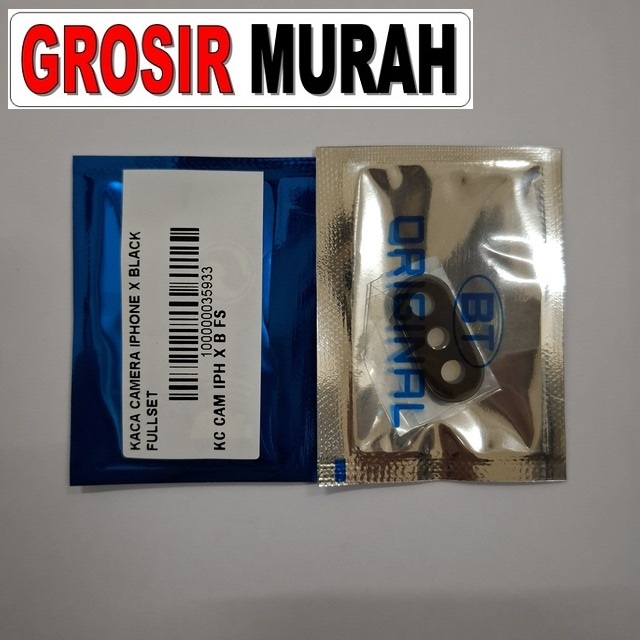 GROSIR MURAH
KACA CAMERA IPHONE X BLACK
FULLSET
100000035933
KC CAM IPH X B FS
BT
ORIGINAL